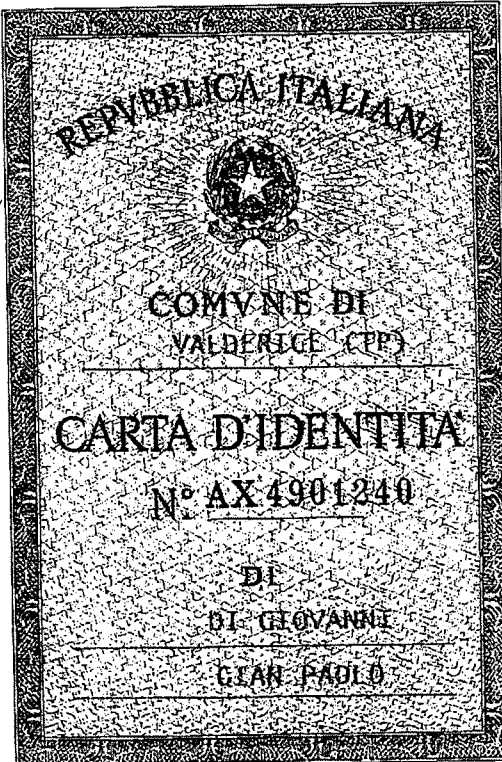 REPVBBLICA ITALIANA
COMVNE DI
VALDERICE (TP)
CARTA D'IDENTITA'
N° AX 4901240
DI
DI GIOVANNI
GIAN PAOLO